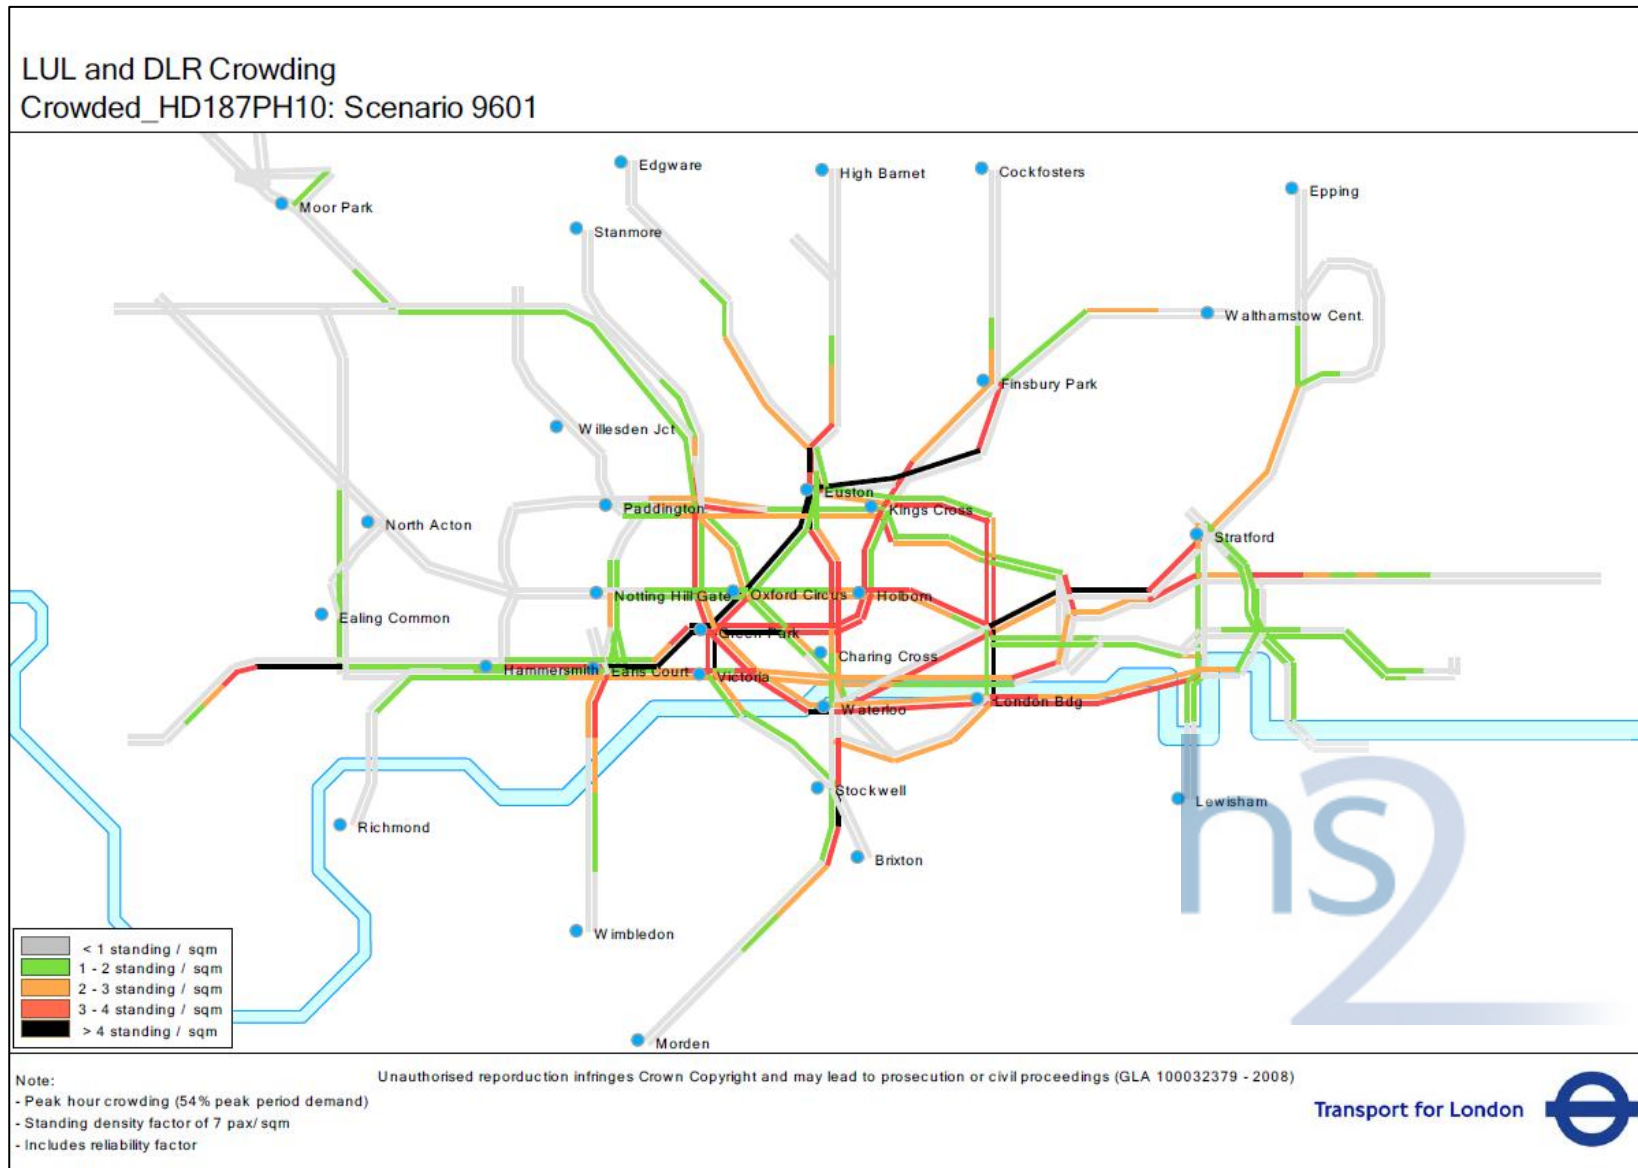 LUL and DLR Crowding
Crowded_HD187PH10: Scenario 9601
Edgware
High Barnet
Cockfosters
Epping
Moor Park
Stanmore
Walthamstow Cent.
Finsbury Park
Willesden Jct
Euston
Paddington
Kings Cross
North Acton
Stratford
Notting Hill Gate
Oxford Circus
Holborn
Ealing Common
Green Park
Charing Cross
Hammersmith
Earls Court
Victoria
Waterloo
London Bdg
Stockwell
Lewisham
Richmond
Brixton
hs2
Wimbledon
< 1 standing / sqm
1 - 2 standing / sqm
2 - 3 standing / sqm
3 - 4 standing / sqm
> 4 standing / sqm
Morden
Note:
- Peak hour crowding (54% peak period demand)
- Standing density factor of 7 pax/sqm
- Includes reliability factor
Unauthorised reporduction infringes Crown Copyright and may lead to prosecution or civil proceedings (GLA 100032379 - 2008)
Transport for London